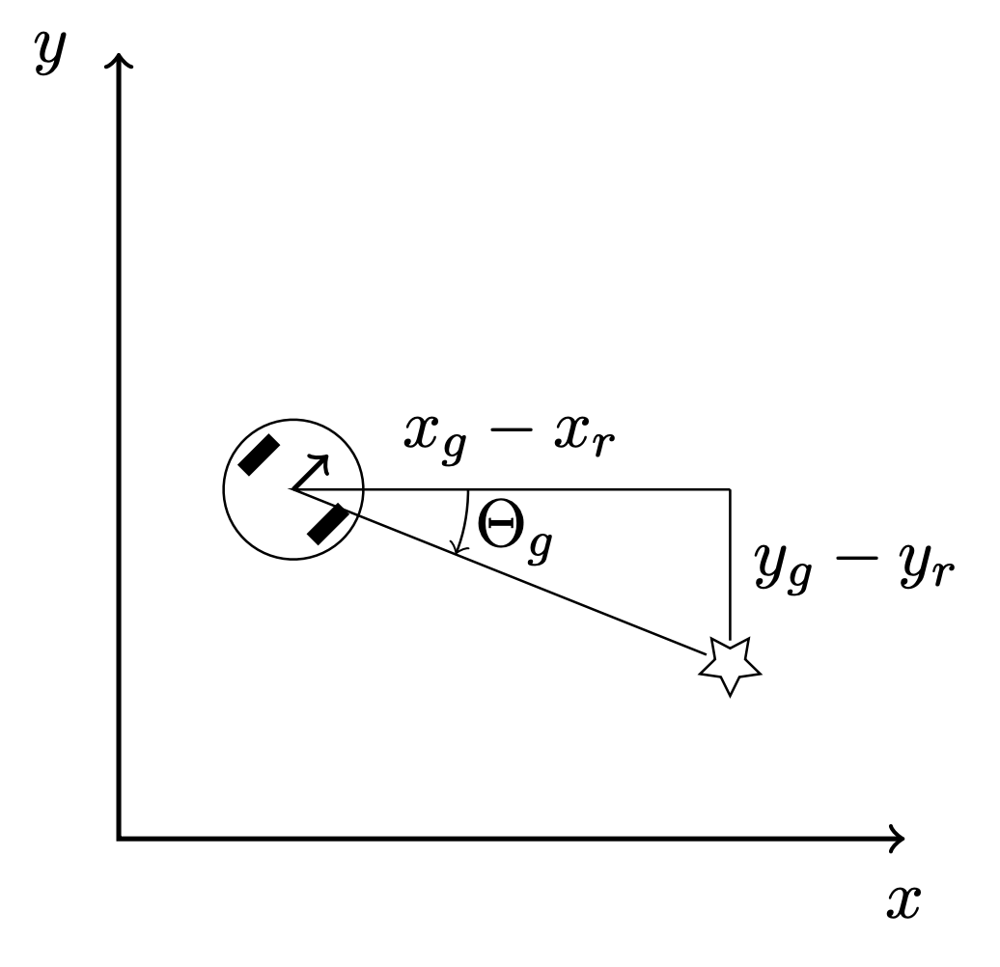 y
x_g − x_r
Θ_g
y_g − y_r
x